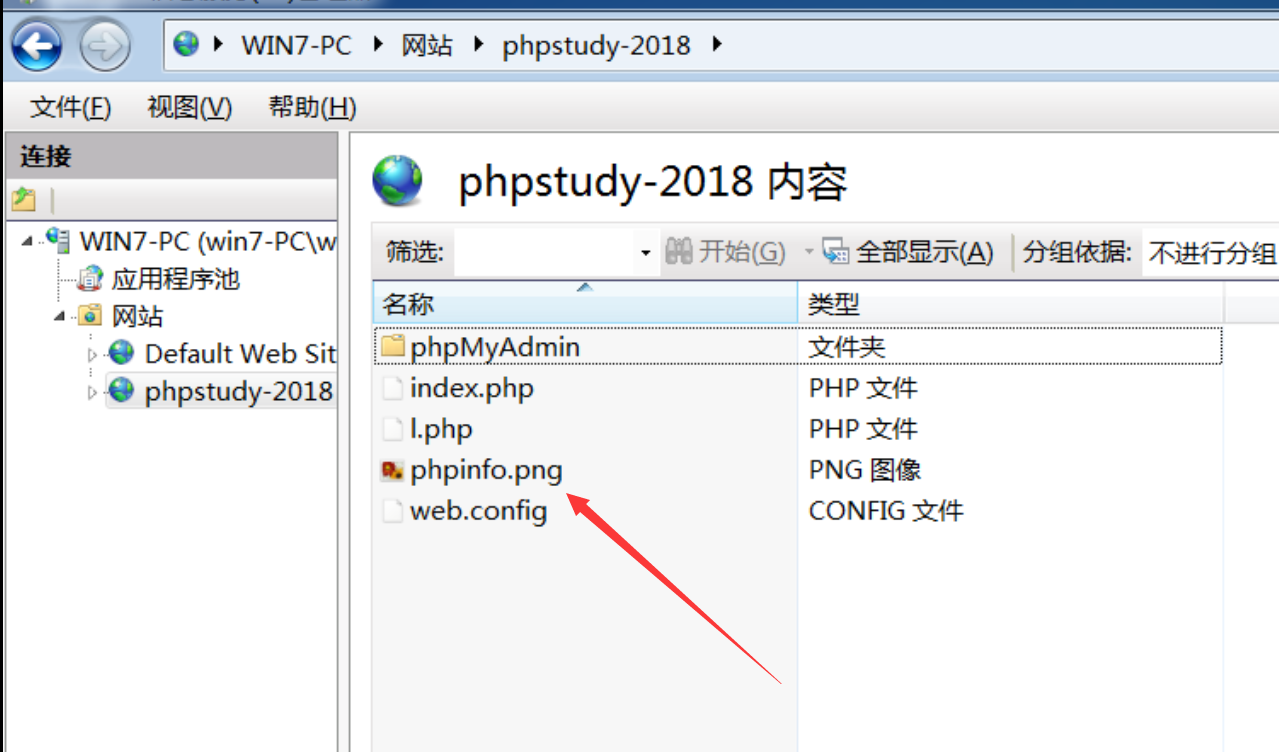 WIN7-PC 网站 phpstudy-2018
文件(F) 视图(V) 帮助(H)
连接
WIN7-PC (win7-PC\w
应用程序池
网站
Default Web Sit
phpstudy-2018
phpstudy-2018 内容
筛选: 开始(G) 全部显示(A) 分组依据: 不进行分组
名称 类型
phpMyAdmin 文件夹
index.php PHP 文件
l.php PHP 文件
phpinfo.png PNG 图像
web.config CONFIG 文件